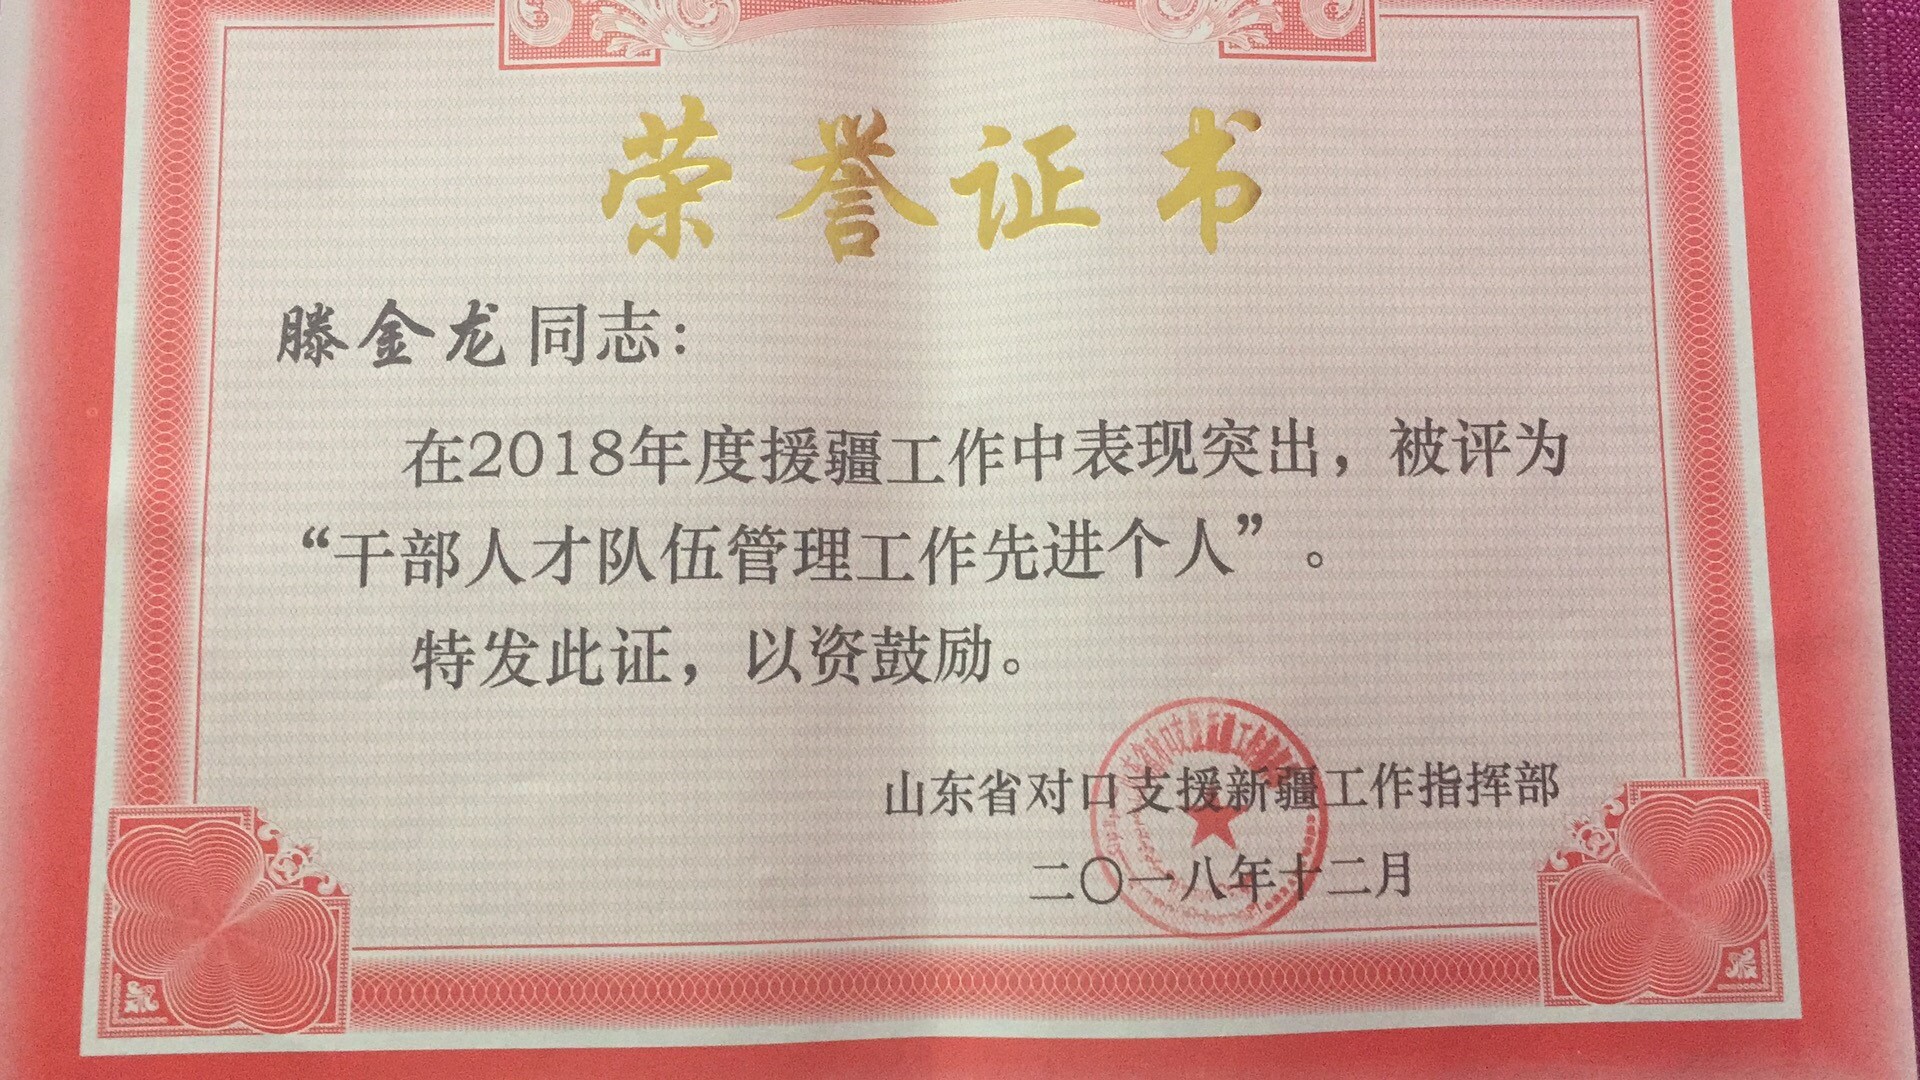 荣誉证书
滕金龙同志：
在2018年度援疆工作中表现突出，被评为
“干部人才队伍管理工作先进个人”。
特发此证，以资鼓励。
山东省对口支援新疆工作指挥部
二〇一八年十二月